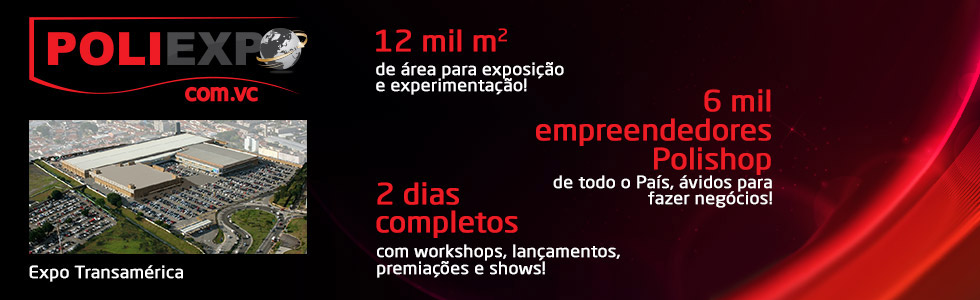 POLIEXPO
com.vc
Expo Transamérica
12 mil m²
de área para exposição
e experimentação!
6 mil
empreendedores
Polishop
de todo o País, ávidos para
fazer negócios!
2 dias
completos
com workshops, lançamentos,
premiações e shows!